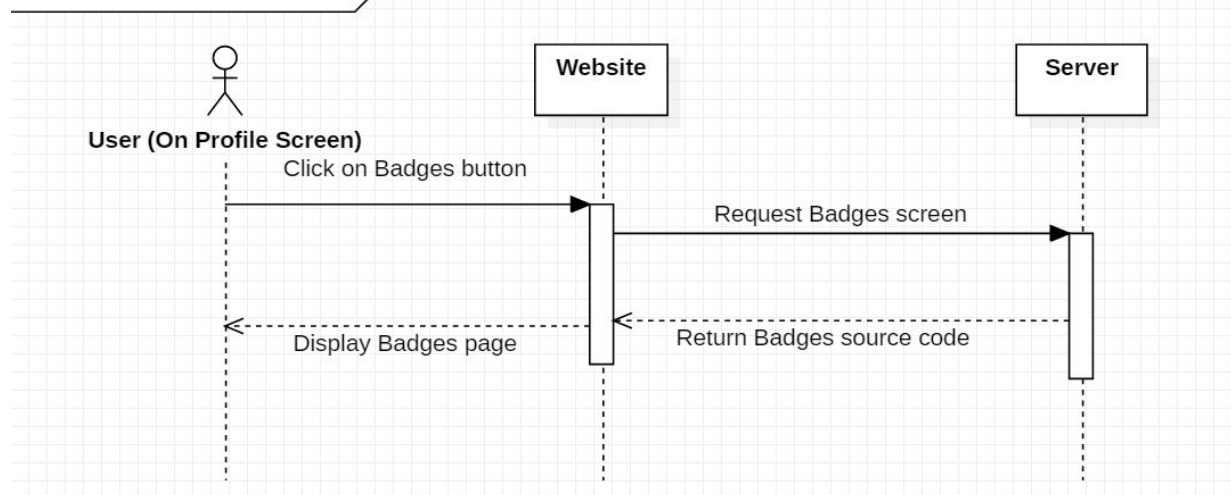 Website
Server
User (On Profile Screen)
Click on Badges button
Request Badges screen
Return Badges source code
Display Badges page